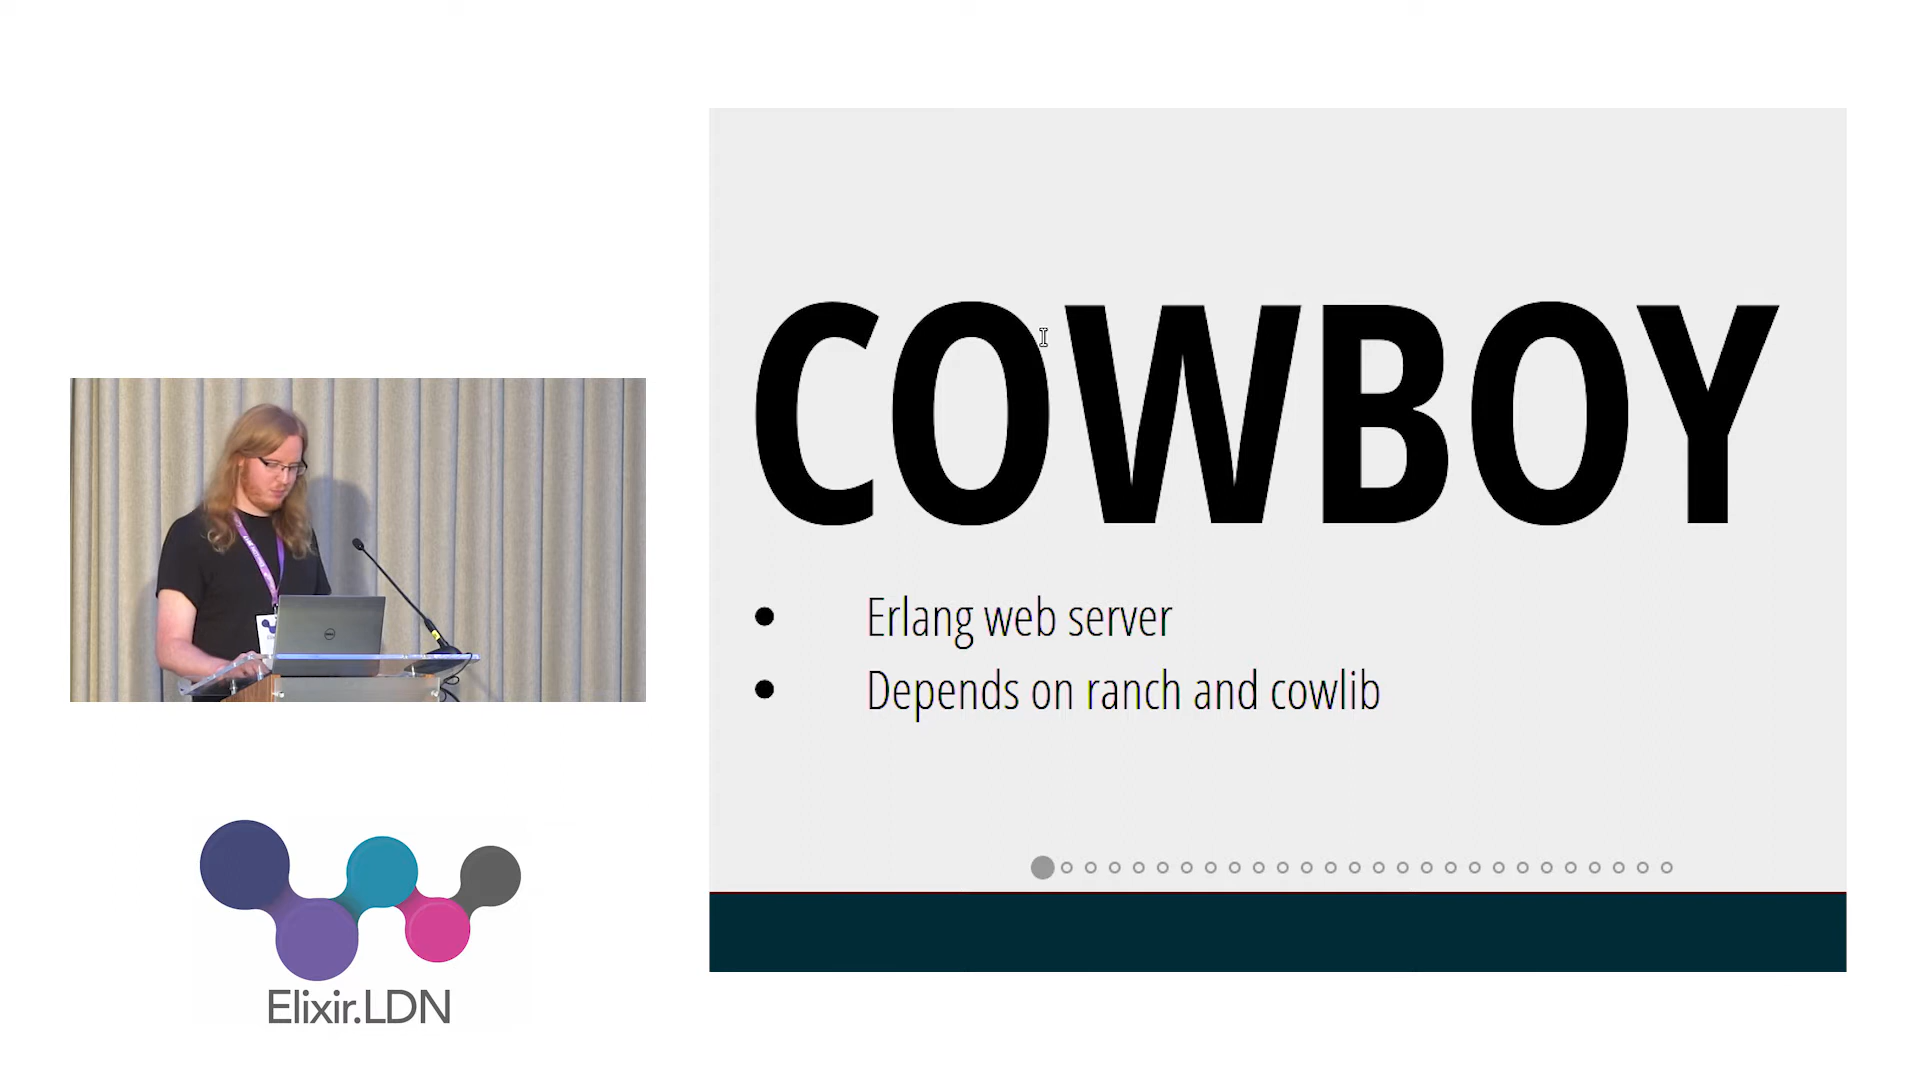 COWBOY
• Erlang web server
• Depends on ranch and cowlib
Elixir.LDN